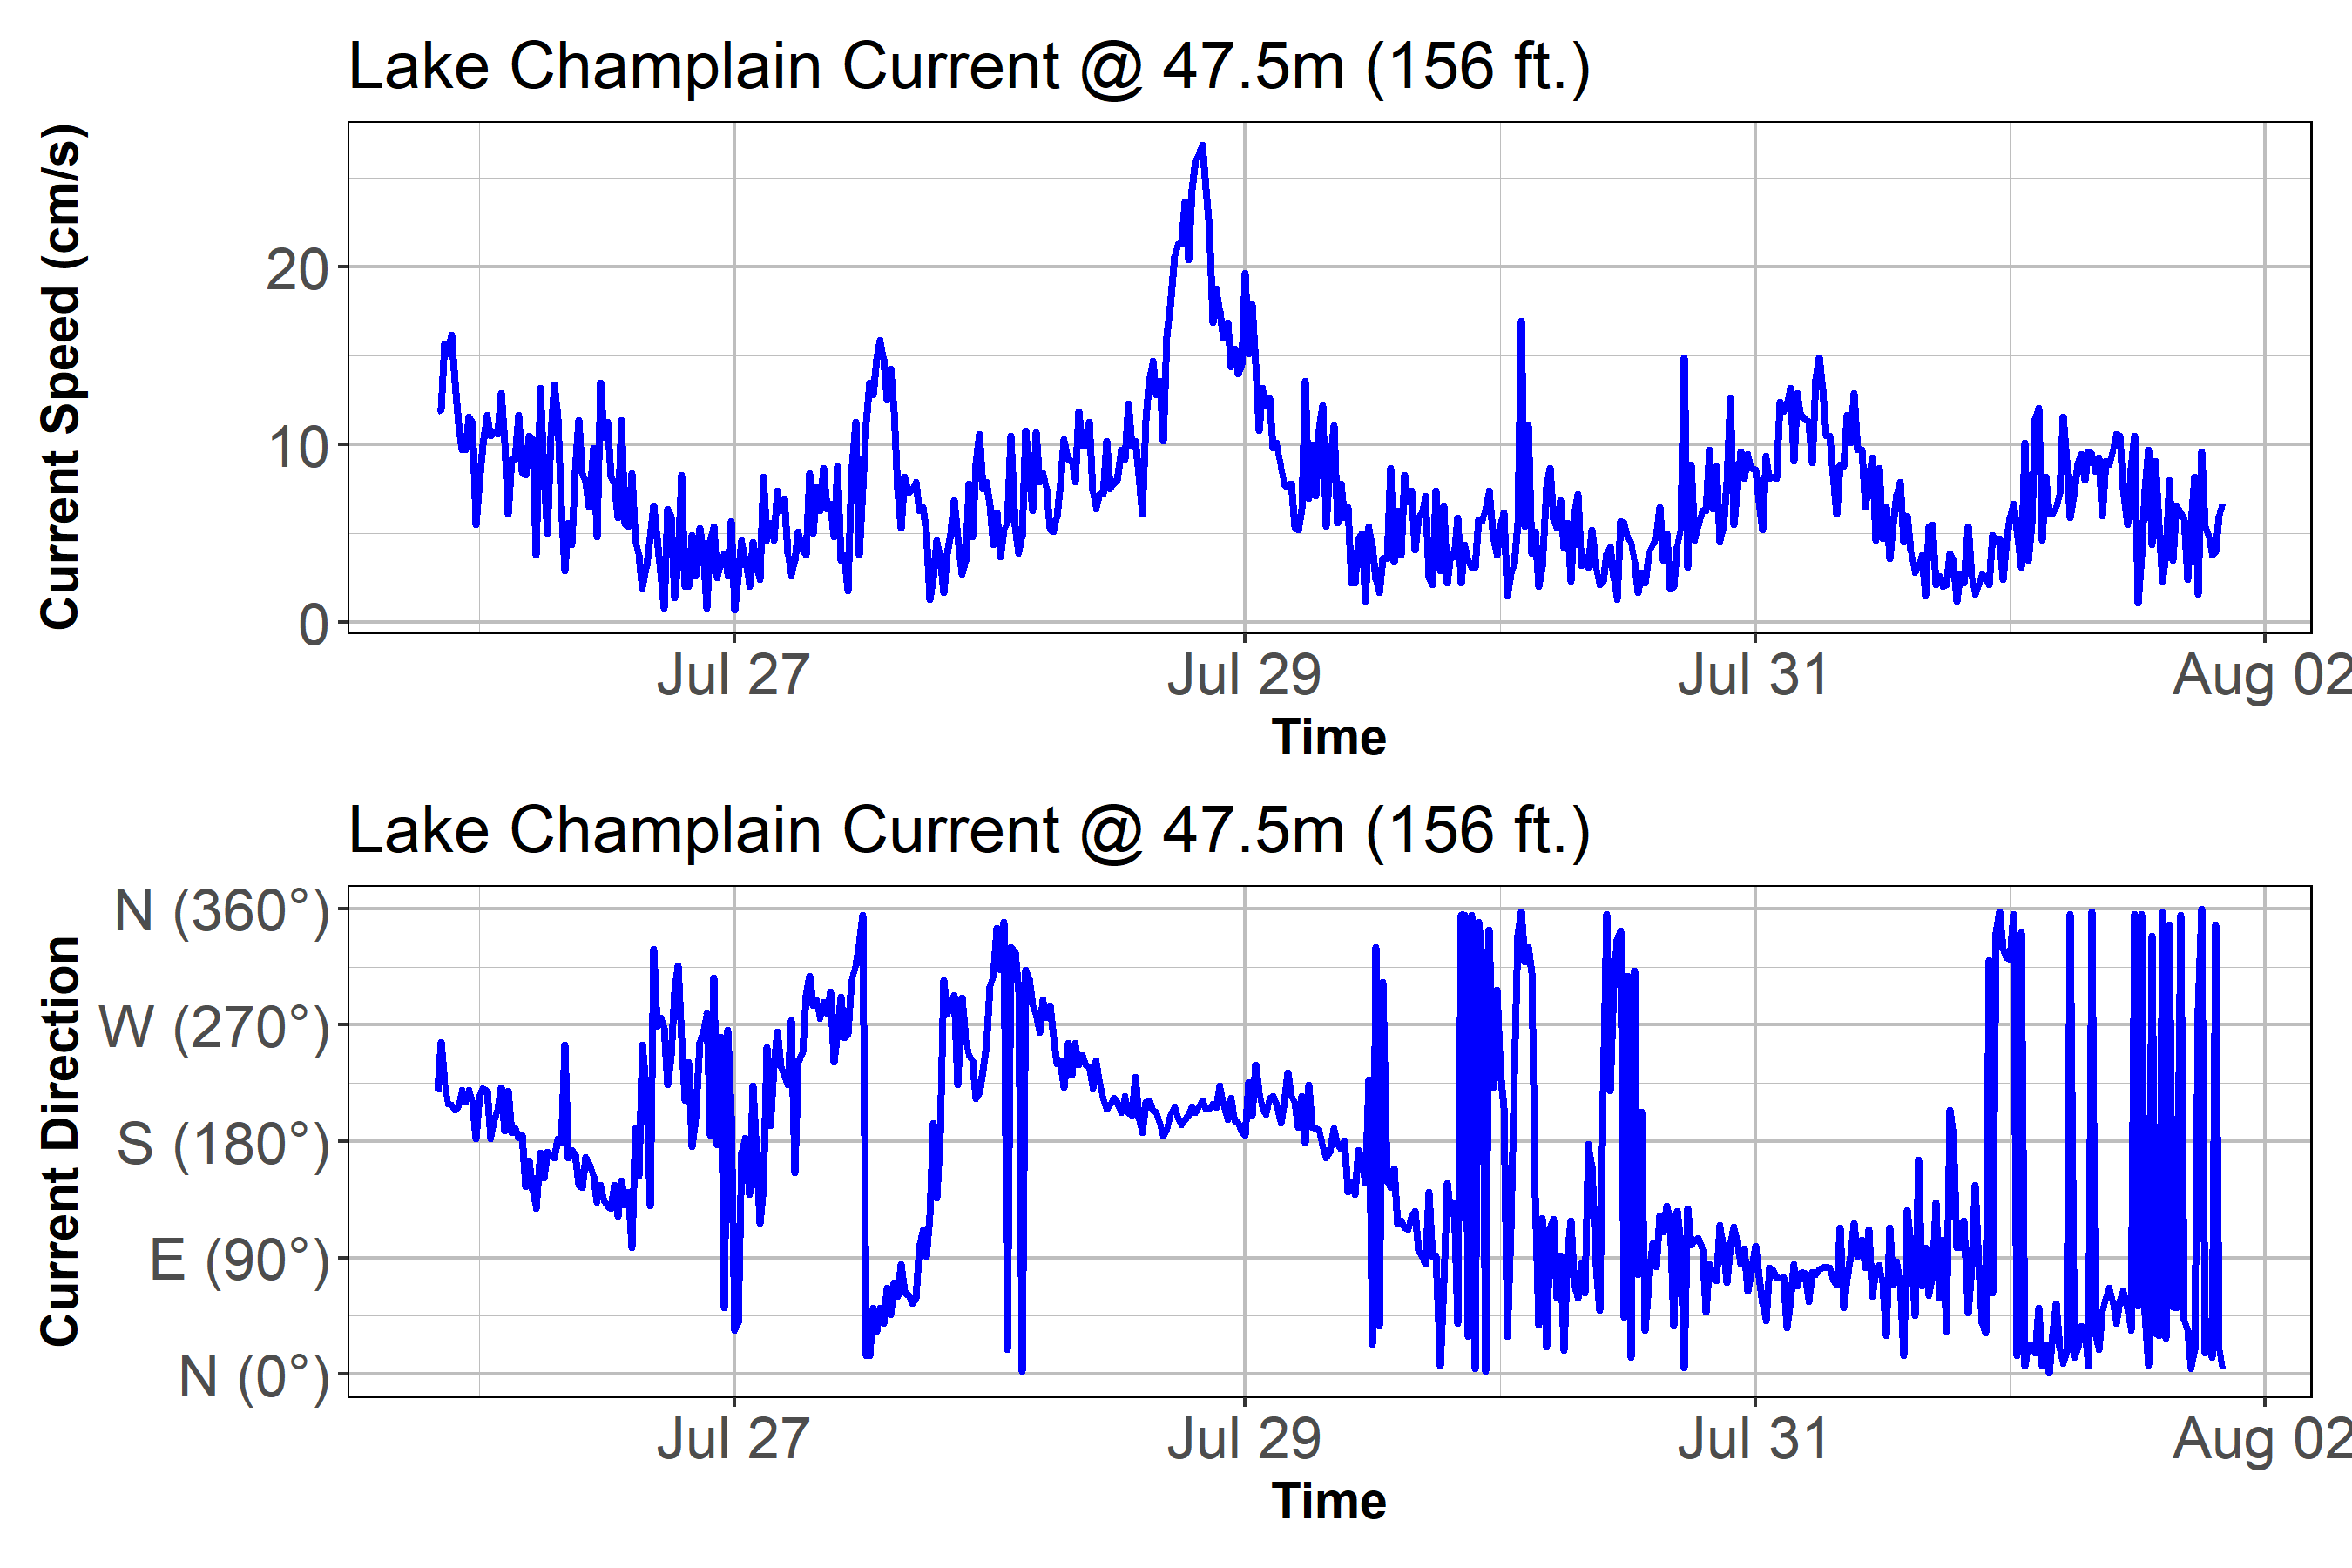 Lake Champlain Current @ 47.5m (156 ft.)
Current Speed (cm/s)
20
10
0
Jul 27 Jul 29 Jul 31 Aug 02
Time
Lake Champlain Current @ 47.5m (156 ft.)
Current Direction
N (360°)
W (270°)
S (180°)
E (90°)
N (0°)
Jul 27 Jul 29 Jul 31 Aug 02
Time